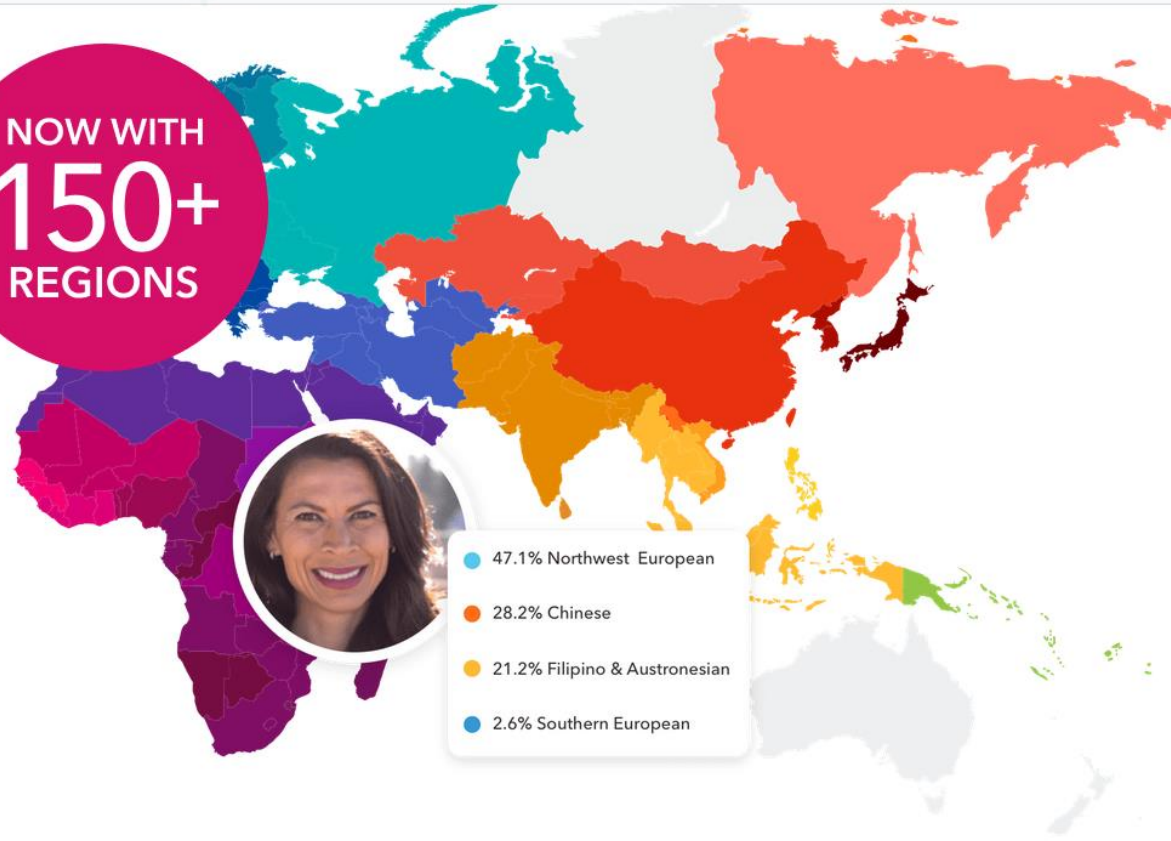 NOW WITH
150+
REGIONS
47.1% Northwest European
28.2% Chinese
21.2% Filipino & Austronesian
2.6% Southern European